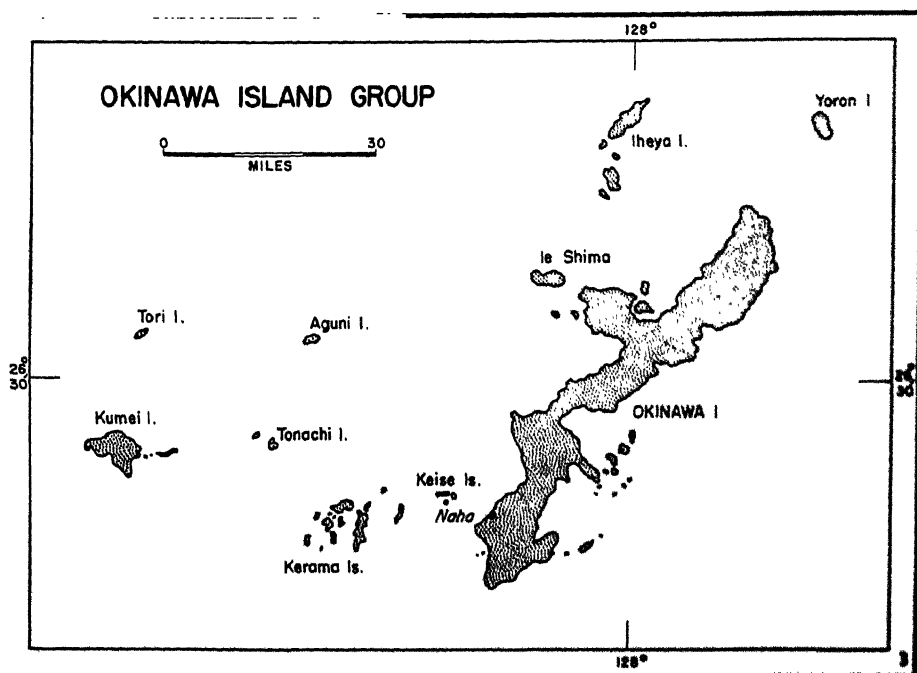 128°
OKINAWA ISLAND GROUP
0 30
MILES
Yoron I
Iheya I.
Ie Shima
Tori I.
Aguni I.
26°
30
26°
30
Kumei I.
Tonachi I.
OKINAWA I
Keise Is.
Naha
Kerama Is.
128°